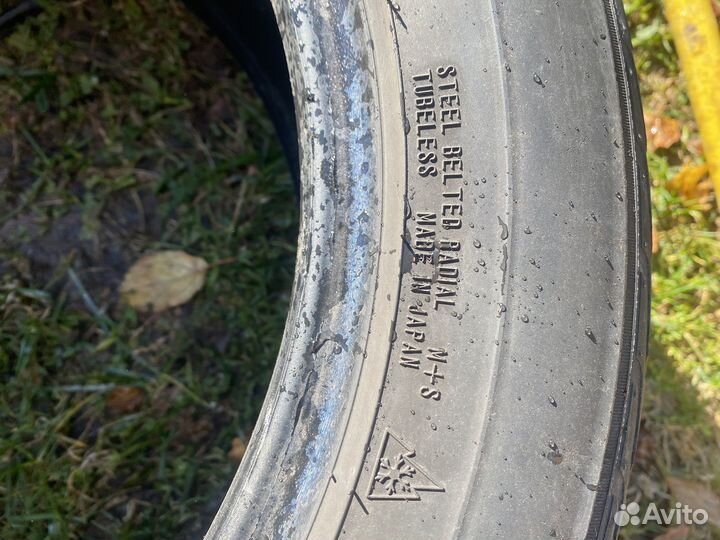 STEEL BELTED RADIAL M+S
TUBELESS MADE IN JAPAN
Avito